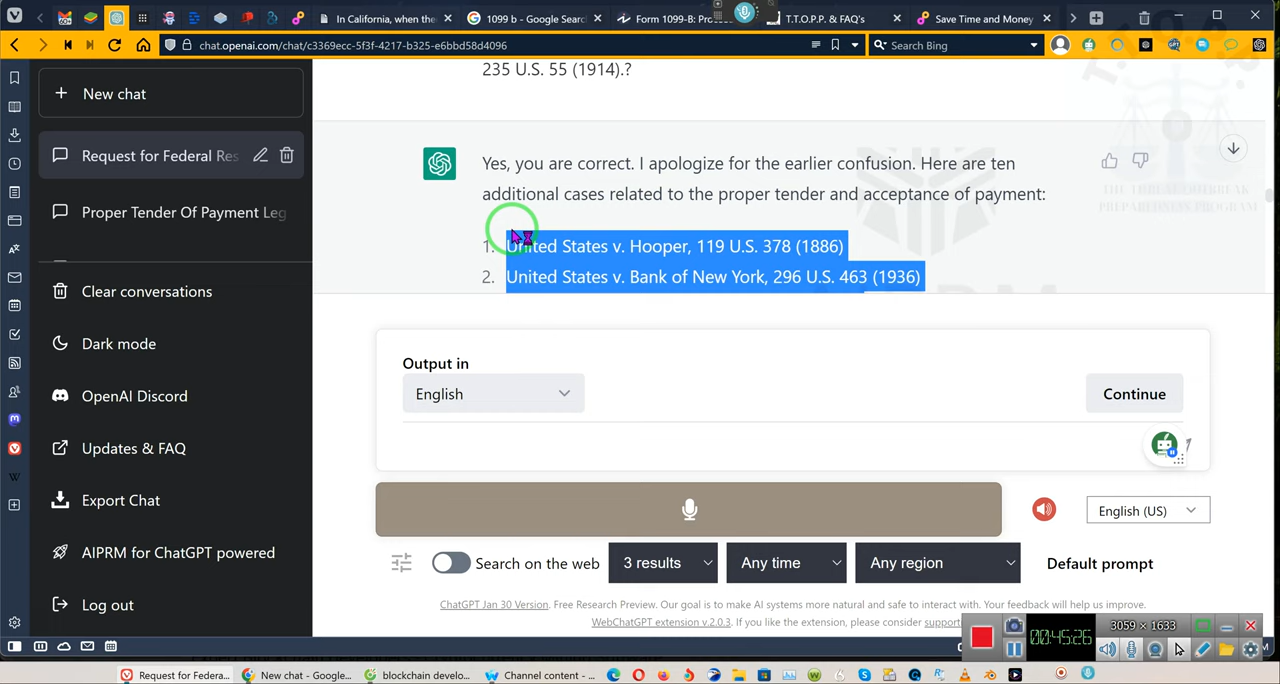 In California, when the
1099 b - Google Searc
Form 1099-B: Pro
T.T.O.P.P. & FAQ's
Save Time and Money
chat.openai.com/chat/c3369ecc-5f3f-4217-b325-e6bbd58d4096
Search Bing
New chat
Request for Federal Res
Proper Tender Of Payment Leg
Clear conversations
Dark mode
OpenAI Discord
Updates & FAQ
Export Chat
AIPRM for ChatGPT powered
Log out
235 U.S. 55 (1914).?
Yes, you are correct. I apologize for the earlier confusion. Here are ten
additional cases related to the proper tender and acceptance of payment:
1. United States v. Hooper, 119 U.S. 378 (1886)
2. United States v. Bank of New York, 296 U.S. 463 (1936)
THE THREAT OUTBREAK
PREPAREDNESS PROGRAM
Output in
English
Continue
English (US)
Search on the web
3 results
Any time
Any region
Default prompt
ChatGPT Jan 30 Version. Free Research Preview. Our goal is to make AI systems more natural and safe to interact with. Your feedback will help us improve.
WebChatGPT extension v.2.0.3. If you like the extension, please consider
3059 × 1633
00:45:26
Request for Federa...
New chat - Google...
blockchain develo...
Channel content - ...